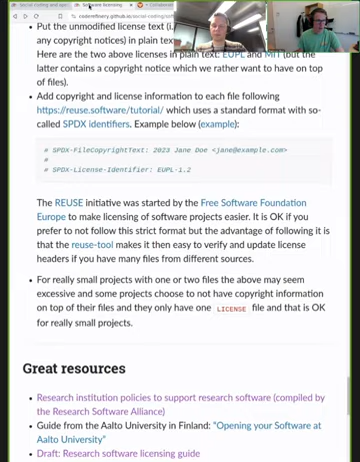 Social coding and open
Software licensing
Collaborative
coderefinery.github.io/social-coding/software
• Put the unmodified license text (i.
any copyright notices) in plain te
Here are the two above licenses in plain text: EUPL and MIT (but the
latter contains a copyright notice which we rather want to have on top
of files).
• Add copyright and license information to each file following
https://reuse.software/tutorial/ which uses a standard format with so-
called SPDX identifiers. Example below (example):
# SPDX-FileCopyrightText: 2023 Jane Doe <jane@example.com>
#
# SPDX-License-Identifier: EUPL-1.2
The REUSE initiative was started by the Free Software Foundation
Europe to make licensing of software projects easier. It is OK if you
prefer to not follow this strict format but the advantage of following it is
that the reuse-tool makes it then easy to verify and update license
headers if you have many files from different sources.
• For really small projects with one or two files the above may seem
excessive and some projects choose to not have copyright information
on top of their files and they only have one LICENSE file and that is OK
for really small projects.
Great resources
• Research institution policies to support research software (compiled by
the Research Software Alliance)
• Guide from the Aalto University in Finland: “Opening your Software at
Aalto University”
• Draft: Research software licensing guide